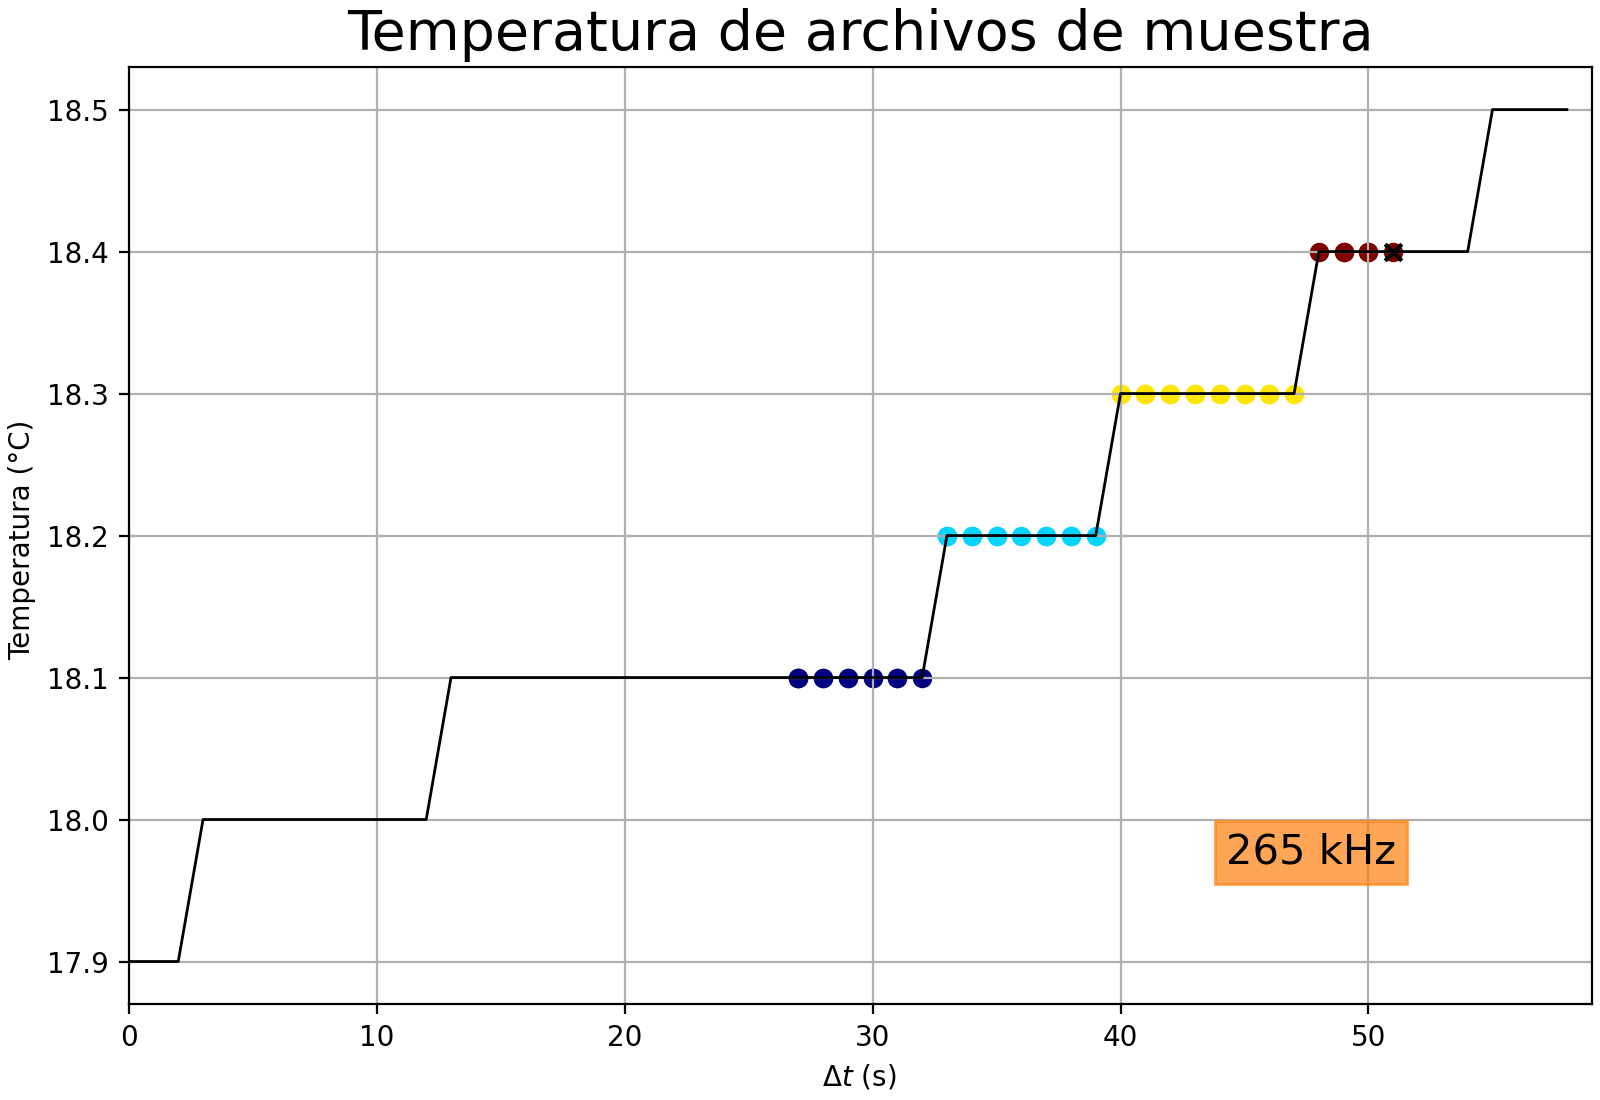 Temperatura de archivos de muestra
Temperatura (°C)
18.5
18.4
18.3
18.2
18.1
18.0
17.9
265 kHz
0 10 20 30 40 50
Δt (s)